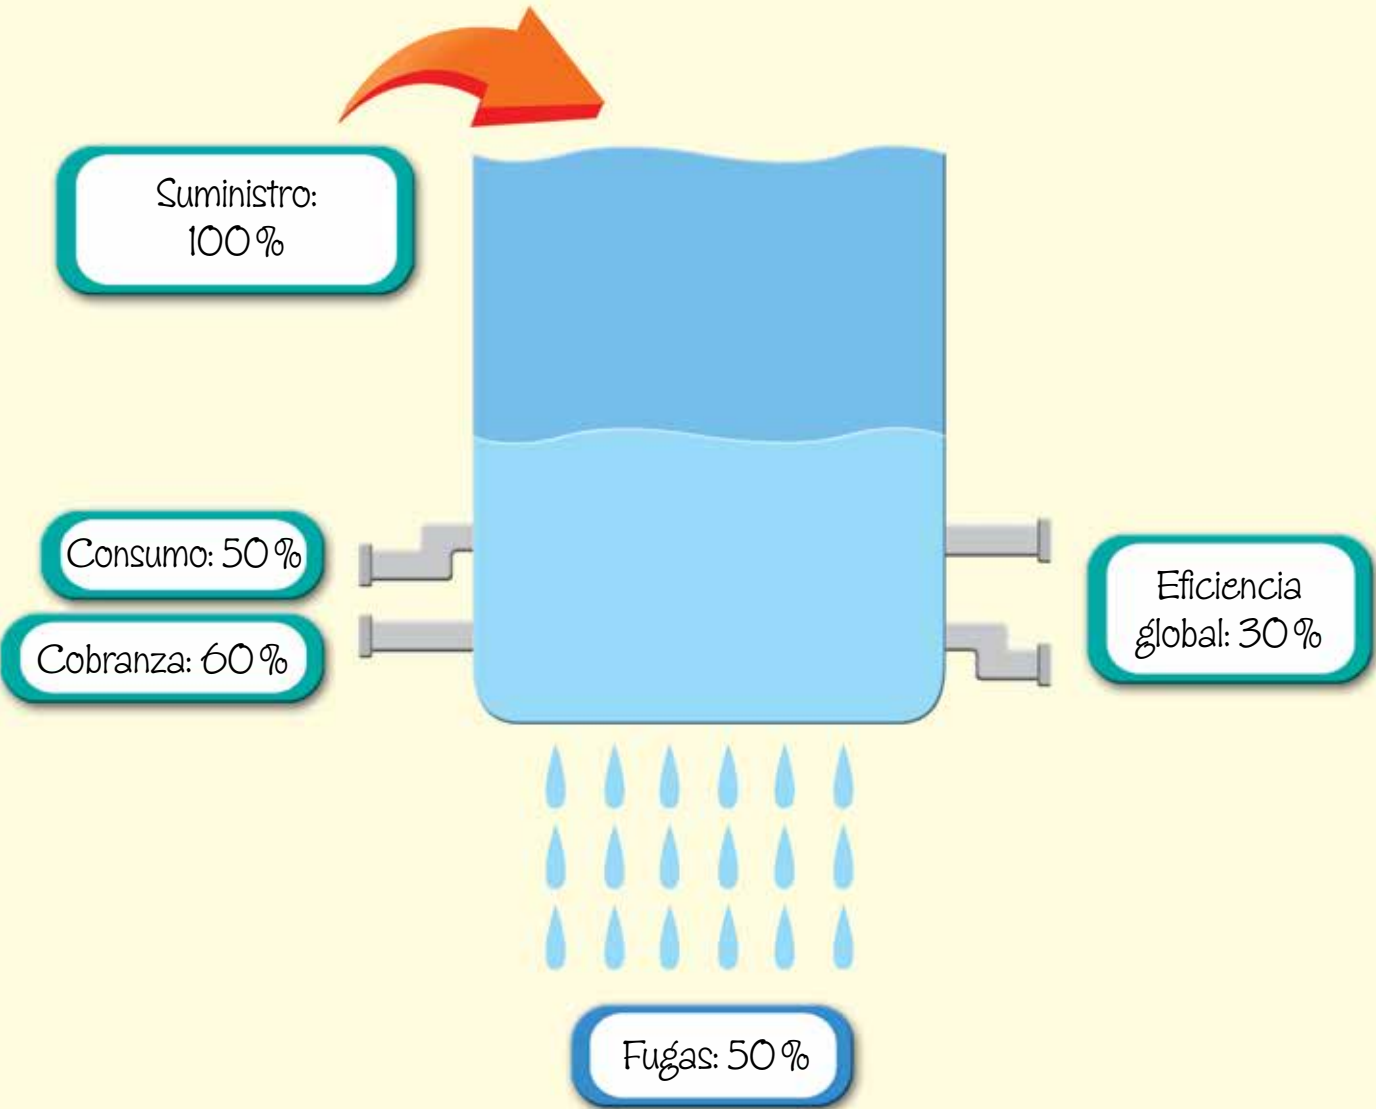 Suministro:
100%
Consumo: 50%
Cobranza: 60%
Eficiencia
global: 30%
Fugas: 50%